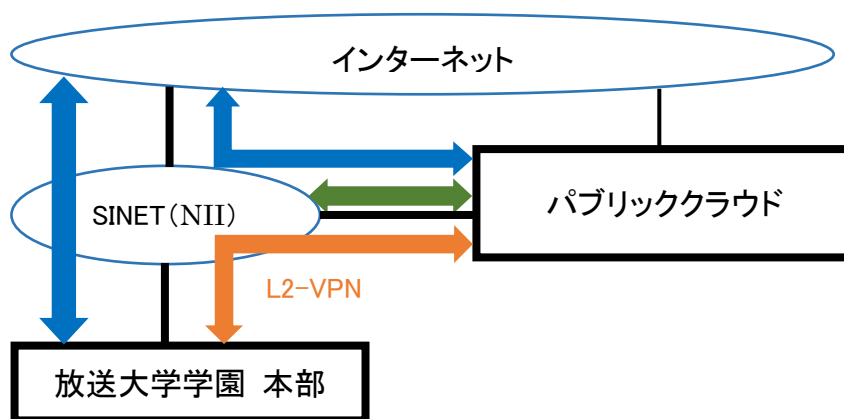 インターネット
SINET（NII）
パブリッククラウド
L2-VPN
放送大学学園 本部